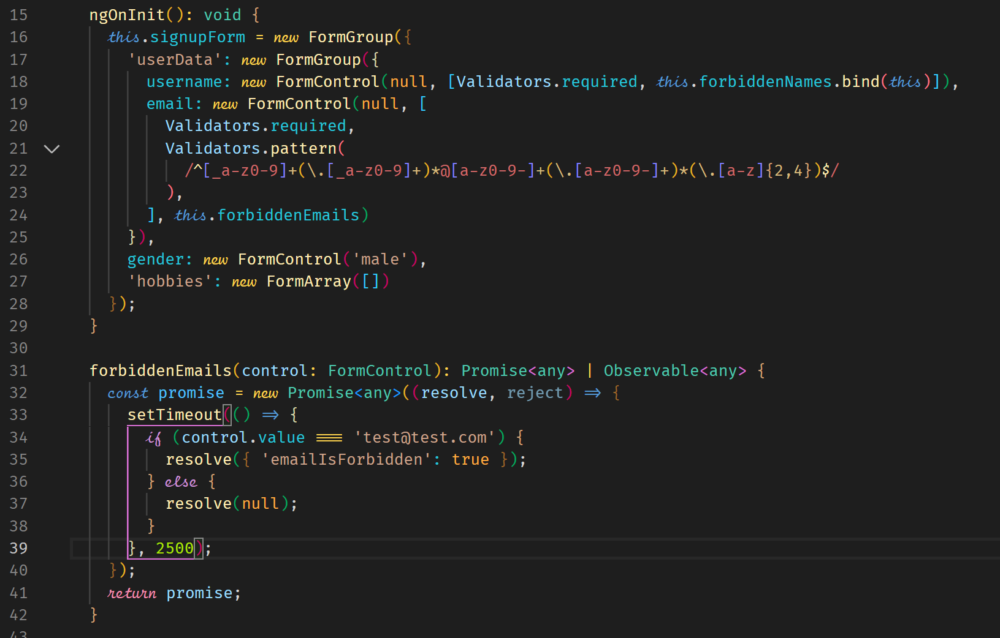 15 ngOnInit(): void {
16 this.signupForm = new FormGroup({
17 'userData': new FormGroup({
18 username: new FormControl(null, [Validators.required, this.forbiddenNames.bind(this)]),
19 email: new FormControl(null, [
20 Validators.required,
21 Validators.pattern(
22 /^[_a-z0-9]+(\.[_a-z0-9]+)*@[a-z0-9-]+(\.[a-z0-9-]+)*(\.[a-z]{2,4})$/
23 ),
24 ], this.forbiddenEmails)
25 }),
26 gender: new FormControl('male'),
27 'hobbies': new FormArray([])
28 });
29 }
30
31 forbiddenEmails(control: FormControl): Promise<any> | Observable<any> {
32 const promise = new Promise<any>((resolve, reject) => {
33 setTimeout(() => {
34 if (control.value === 'test@test.com') {
35 resolve({ 'emailIsForbidden': true });
36 } else {
37 resolve(null);
38 }
39 }, 2500);
40 });
41 return promise;
42 }
43